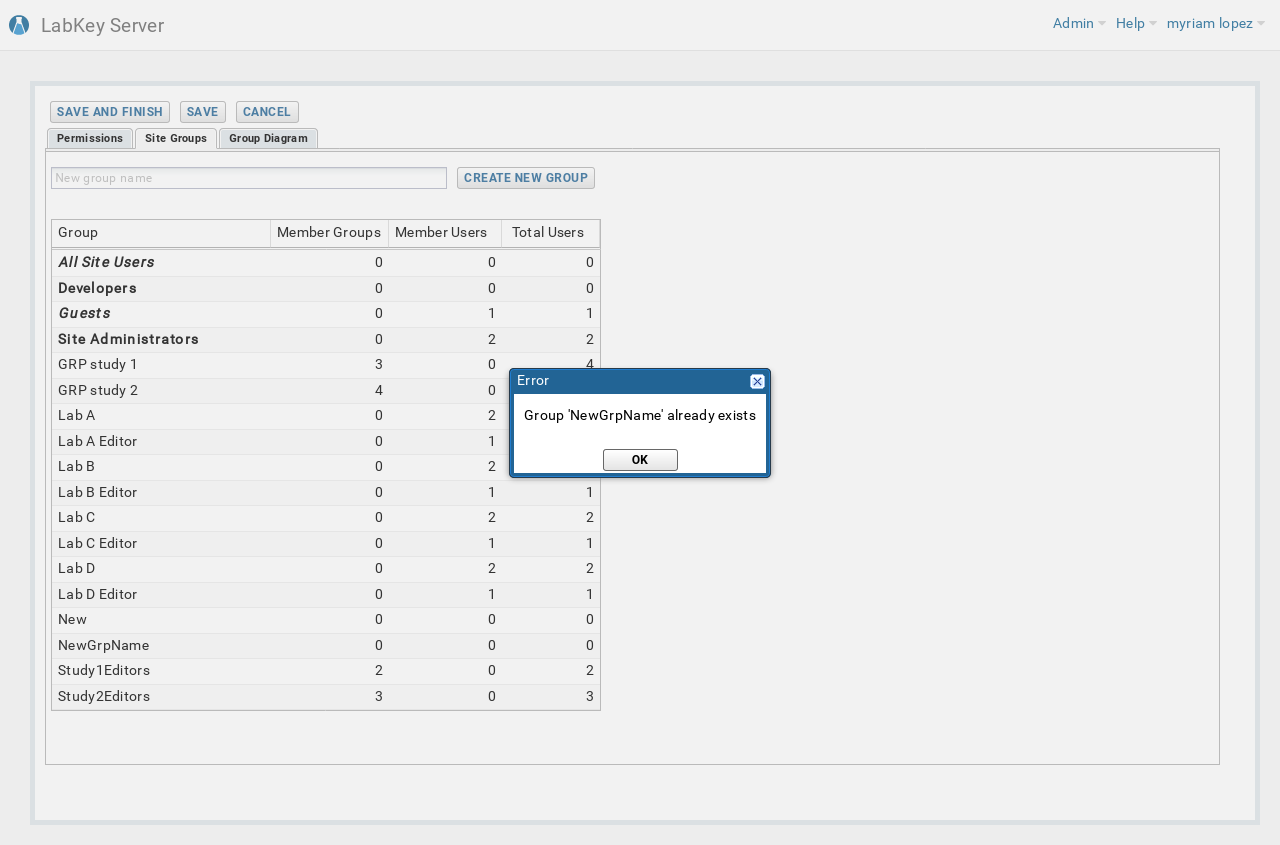 LabKey Server
Admin Help myriam lopez
SAVE AND FINISH SAVE CANCEL
Permissions Site Groups Group Diagram
New group name CREATE NEW GROUP
Group Member Groups Member Users Total Users
All Site Users 0 0 0
Developers 0 0 0
Guests 0 1 1
Site Administrators 0 2 2
GRP study 1 3 0 4
GRP study 2 4 0
Lab A 0 2
Lab A Editor 0 1
Lab B 0 2
Lab B Editor 0 1 1
Lab C 0 2 2
Lab C Editor 0 1 1
Lab D 0 2 2
Lab D Editor 0 1 1
New 0 0 0
NewGrpName 0 0 0
Study1Editors 2 0 2
Study2Editors 3 0 3
Error
Group 'NewGrpName' already exists
OK